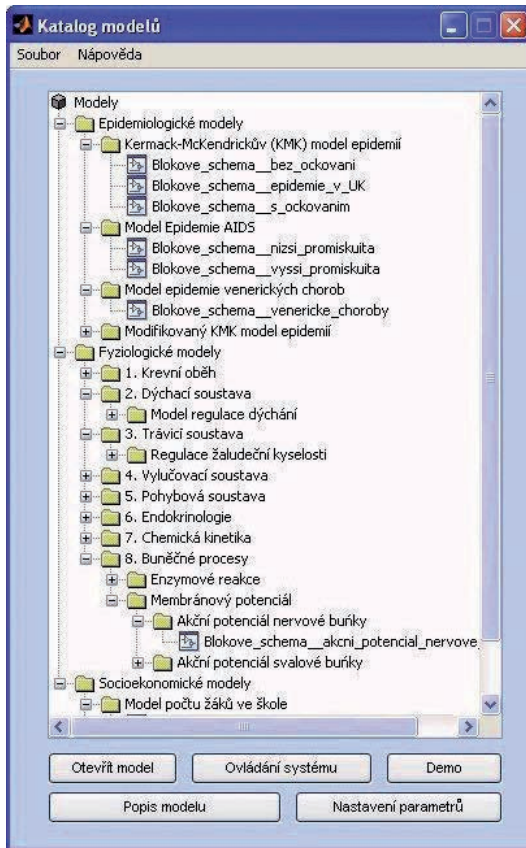 Katalog modelů
Soubor Nápověda
Modely
Epidemiologické modely
Kermack-McKendrickův (KMK) model epidemií
Blokove_schema__bez_ockovani
Blokove_schema__epidemie_v_UK
Blokove_schema__s_ockovanim
Model Epidemie AIDS
Blokove_schema__nizsi_promiskuita
Blokove_schema__vyssi_promiskuita
Model epidemie venerických chorob
Blokove_schema__venericke_choroby
Modifikovaný KMK model epidemií
Fyziologické modely
1. Krevní oběh
2. Dýchací soustava
Model regulace dýchání
3. Trávicí soustava
Regulace žaludeční kyselosti
4. Vylučovací soustava
5. Pohybová soustava
6. Endokrinologie
7. Chemická kinetika
8. Buněčné procesy
Enzymové reakce
Membránový potenciál
Akční potenciál nervové buňky
Blokove_schema__akcni_potencial_nervove_
Akční potenciál svalové buňky
Socioekonomické modely
Model počtu žáků ve škole
Otevřít model Ovládání systému Demo
Popis modelu Nastavení parametrů